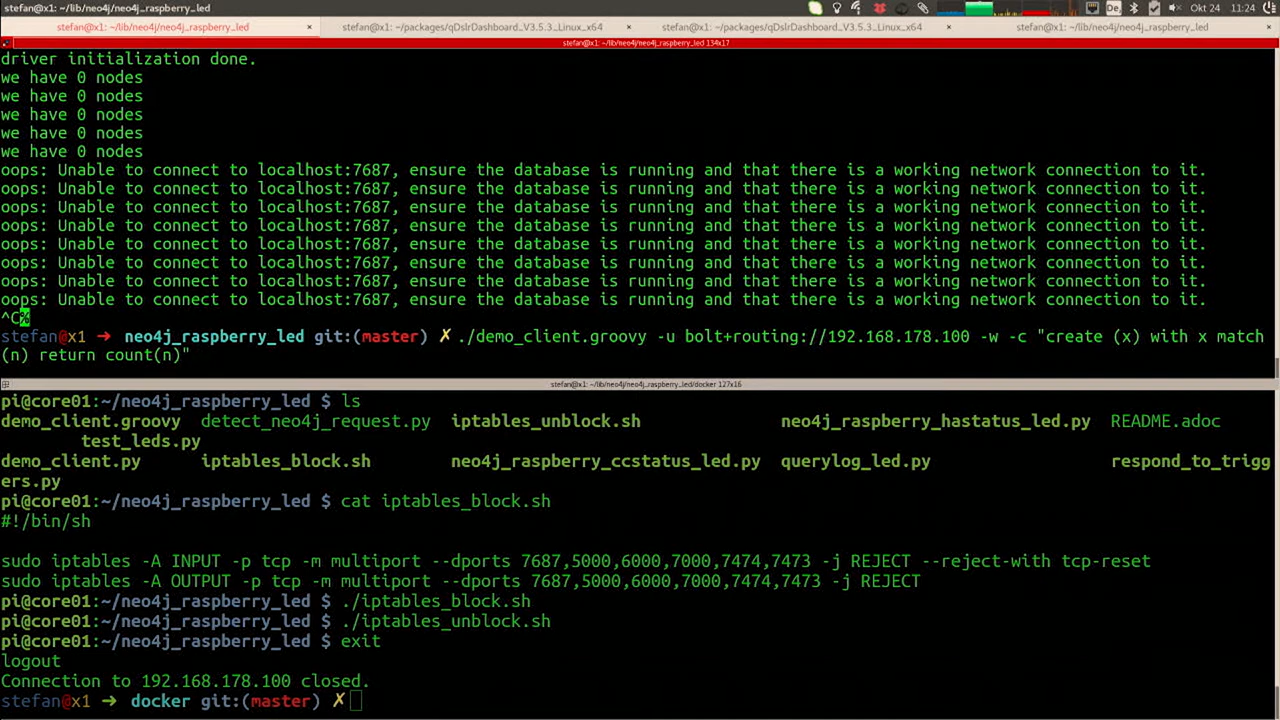 stefan@x1: ~/lib/neo4j/neo4j_raspberry_led
De
Okt 24
11:24
stefan@x1: ~/lib/neo4j/neo4j_raspberry_led
stefan@x1: ~/packages/qDslrDashboard_V3.5.3_Linux_x64
stefan@x1: ~/packages/qDslrDashboard_V3.5.3_Linux_x64
stefan@x1: ~/lib/neo4j/neo4j_raspberry_led
stefan@x1: ~/lib/neo4j/neo4j_raspberry_led 134x17
driver initialization done.
we have 0 nodes
we have 0 nodes
we have 0 nodes
we have 0 nodes
we have 0 nodes
oops: Unable to connect to localhost:7687, ensure the database is running and that there is a working network connection to it.
oops: Unable to connect to localhost:7687, ensure the database is running and that there is a working network connection to it.
oops: Unable to connect to localhost:7687, ensure the database is running and that there is a working network connection to it.
oops: Unable to connect to localhost:7687, ensure the database is running and that there is a working network connection to it.
oops: Unable to connect to localhost:7687, ensure the database is running and that there is a working network connection to it.
oops: Unable to connect to localhost:7687, ensure the database is running and that there is a working network connection to it.
oops: Unable to connect to localhost:7687, ensure the database is running and that there is a working network connection to it.
oops: Unable to connect to localhost:7687, ensure the database is running and that there is a working network connection to it.
^C%
stefan@x1 ➜ neo4j_raspberry_led git:(master) ✗ ./demo_client.groovy -u bolt+routing://192.168.178.100 -w -c "create (x) with x match
(n) return count(n)"
stefan@x1: ~/lib/neo4j/neo4j_raspberry_led/docker 127x16
pi@core01:~/neo4j_raspberry_led $ ls
demo_client.groovy detect_neo4j_request.py iptables_unblock.sh neo4j_raspberry_hastatus_led.py README.adoc
test_leds.py
demo_client.py iptables_block.sh neo4j_raspberry_ccstatus_led.py querylog_led.py respond_to_trigg
ers.py
pi@core01:~/neo4j_raspberry_led $ cat iptables_block.sh
#!/bin/sh
sudo iptables -A INPUT -p tcp -m multiport --dports 7687,5000,6000,7000,7474,7473 -j REJECT --reject-with tcp-reset
sudo iptables -A OUTPUT -p tcp -m multiport --dports 7687,5000,6000,7000,7474,7473 -j REJECT
pi@core01:~/neo4j_raspberry_led $ ./iptables_block.sh
pi@core01:~/neo4j_raspberry_led $ ./iptables_unblock.sh
pi@core01:~/neo4j_raspberry_led $ exit
logout
Connection to 192.168.178.100 closed.
stefan@x1 ➜ docker git:(master) ✗